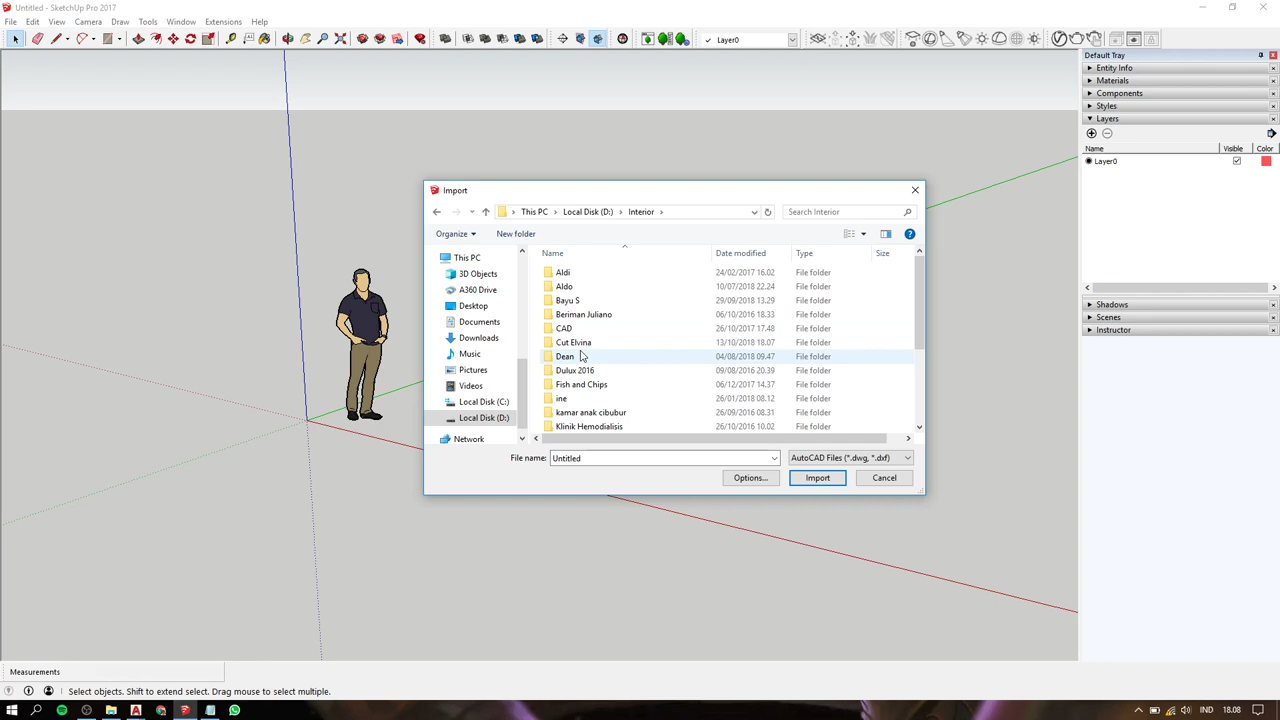 Untitled - SketchUp Pro 2017
File Edit View Camera Draw Tools Window Extensions Help
Layer0
Default Tray
Entity Info
Materials
Components
Styles
Layers
Name Visible Color
Layer0
Shadows
Scenes
Instructor
Import
This PC Local Disk (D:) Interior
Search Interior
Organize New folder
This PC
3D Objects
A360 Drive
Desktop
Documents
Downloads
Music
Pictures
Videos
Local Disk (C:)
Local Disk (D:)
Network
Name Date modified Type Size
Aldi 24/02/2017 16.02 File folder
Aldo 10/07/2018 22.24 File folder
Bayu S 29/09/2018 13.29 File folder
Beriman Juliano 06/10/2016 18.33 File folder
CAD 26/10/2017 17.48 File folder
Cut Elvina 13/10/2018 18.07 File folder
Dean 04/08/2018 09.47 File folder
Dulux 2016 09/08/2016 20.39 File folder
Fish and Chips 06/12/2017 14.37 File folder
ine 26/01/2018 08.12 File folder
kamar anak cibubur 26/09/2016 08.31 File folder
Klinik Hemodialisis 26/10/2016 10.02 File folder
File name: Untitled AutoCAD Files (*.dwg, *.dxf)
Options... Import Cancel
Measurements
Select objects. Shift to extend select. Drag mouse to select multiple.
IND 18.08